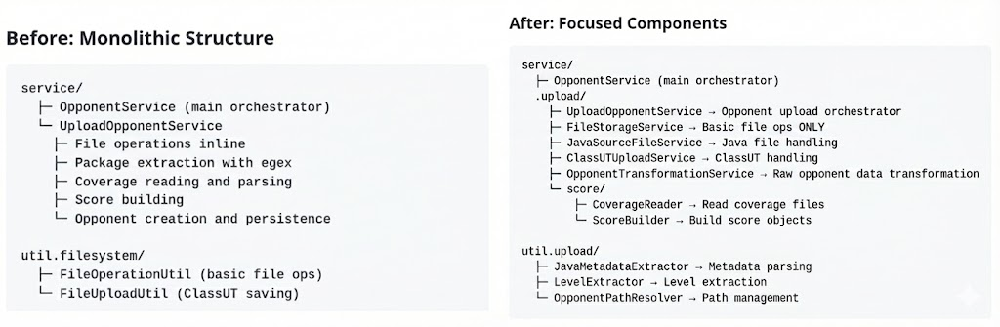 Before: Monolithic Structure
service/
├─ OpponentService (main orchestrator)
└─ UploadOpponentService
├─ File operations inline
├─ Package extraction with egex
├─ Coverage reading and parsing
├─ Score building
└─ Opponent creation and persistence
util.filesystem/
├─ FileOperationUtil (basic file ops)
└─ FileUploadUtil (ClassUT saving)
After: Focused Components
service/
├─ OpponentService (main orchestrator)
.upload/
├─ UploadOpponentService → Opponent upload orchestrator
├─ FileStorageService → Basic file ops ONLY
├─ JavaSourceFileService → Java file handling
├─ ClassUTUploadService → ClassUT handling
├─ OpponentTransformationService → Raw opponent data transformation
└─ score/
├─ CoverageReader → Read coverage files
└─ ScoreBuilder → Build score objects
util.upload/
├─ JavaMetadataExtractor → Metadata parsing
├─ LevelExtractor → Level extraction
└─ OpponentPathResolver → Path management